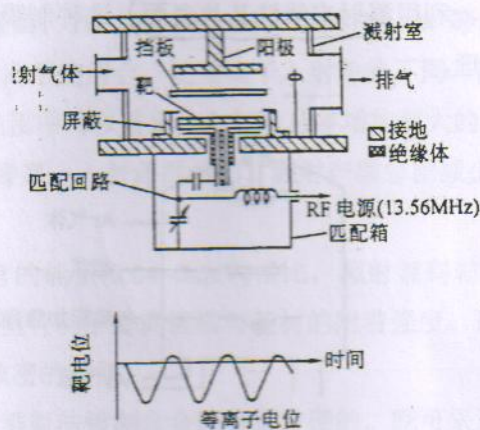 溅射室
挡板
阳极
射气体
靶
排气
屏蔽
接地
绝缘体
匹配回路
RF 电源(13.56MHz)
匹配箱
靶电位
时间
等离子电位